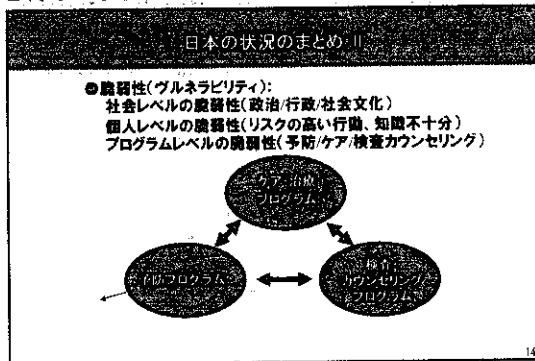 日本の状況のまとめ II
脆弱性(ヴルネラビリティ):
社会レベルの脆弱性(政治/行政/社会文化)
個人レベルの脆弱性(リスクの高い行動、知識不十分)
プログラムレベルの脆弱性(予防/ケア/検査カウンセリング)
ケア・治療
プログラム
予防プログラム
検査
カウンセリング
プログラム
14